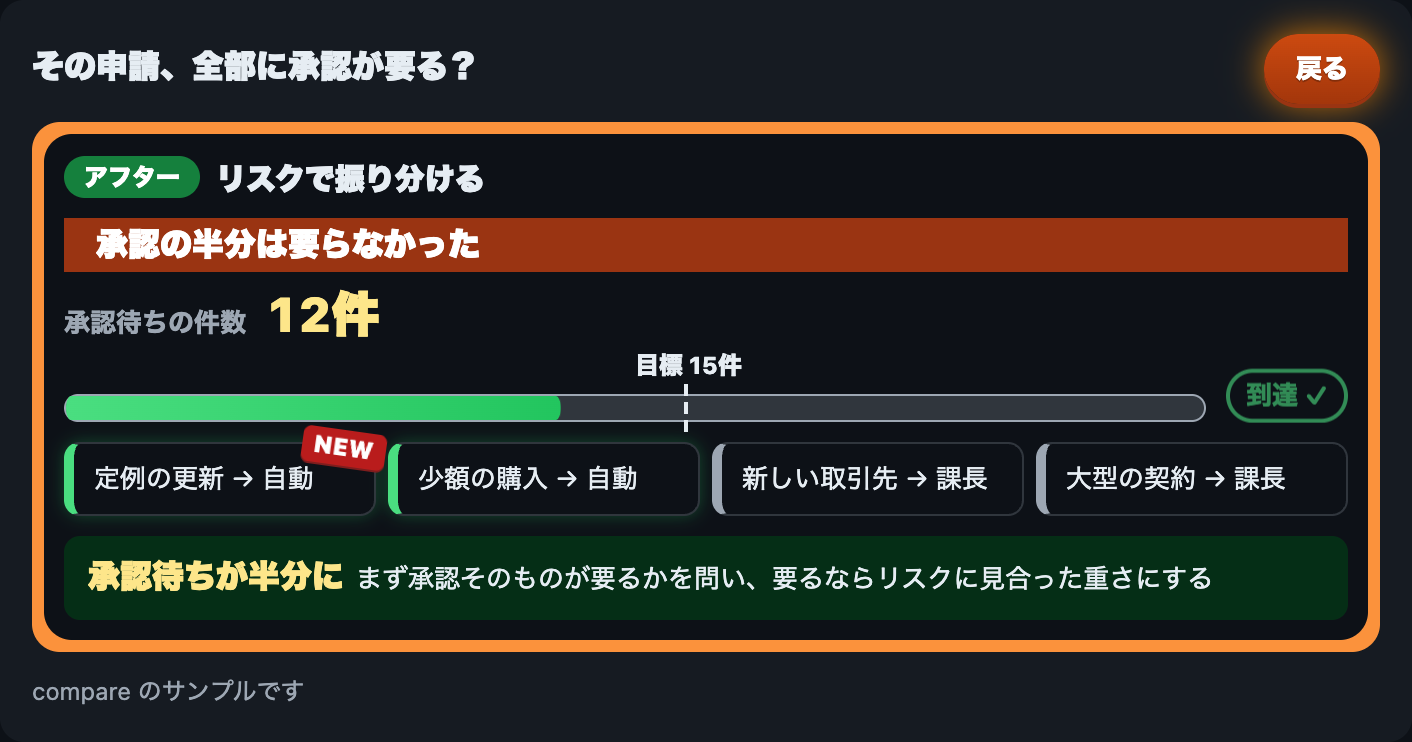 その申請、全部に承認が要る？
戻る
アフター リスクで振り分ける
承認の半分は要らなかった
承認待ちの件数 12件
目標 15件
到達 ✓
NEW
定例の更新 → 自動
少額の購入 → 自動
新しい取引先 → 課長
大型の契約 → 課長
承認待ちが半分に まず承認そのものが要るかを問い、要るならリスクに見合った重さにする
compare のサンプルです